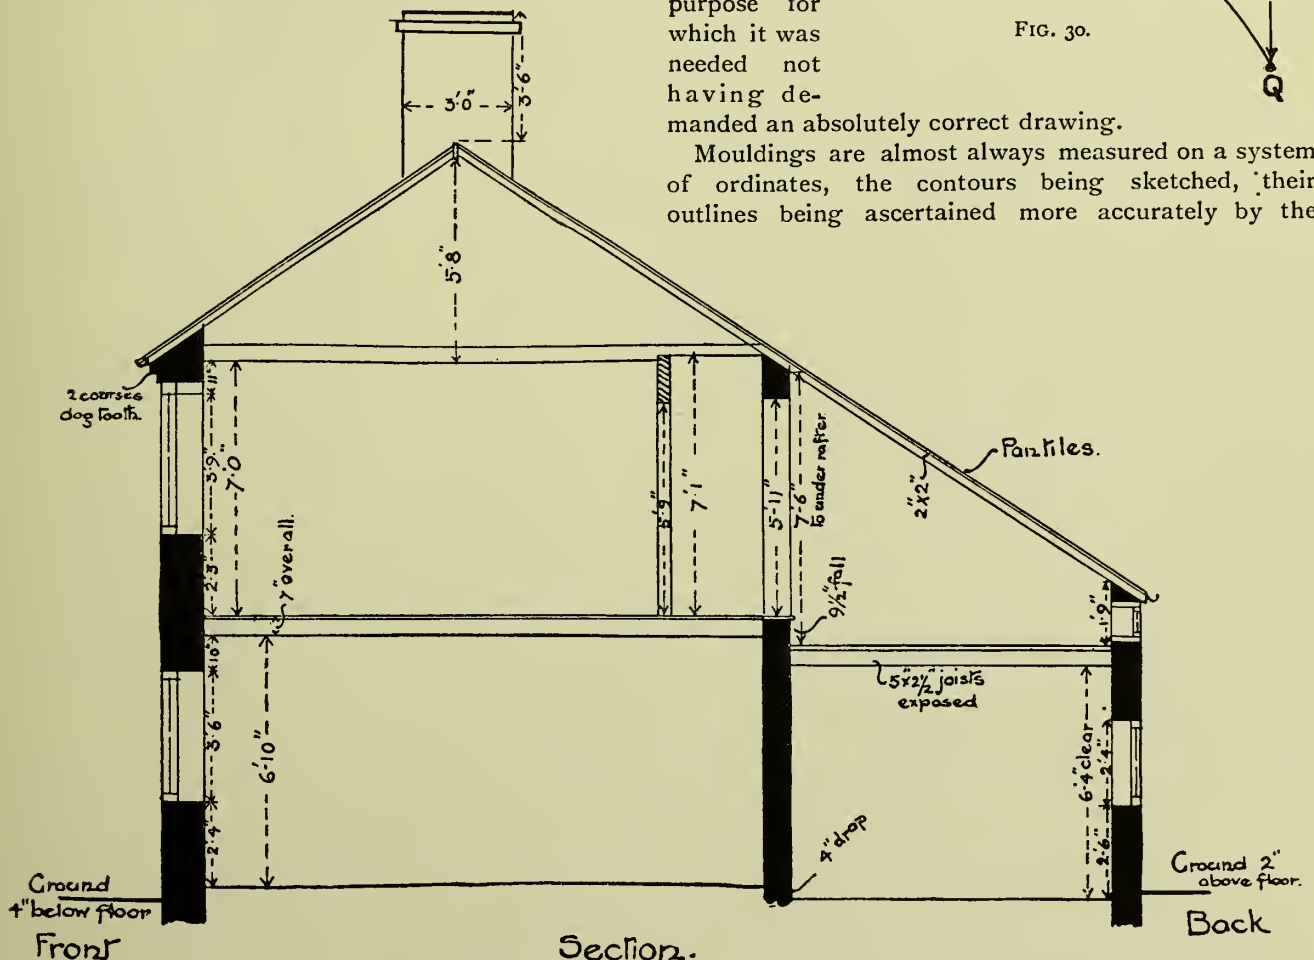 purpose for
which it was
needed not
having de-
manded an absolutely correct drawing.
Mouldings are almost always measured on a system
of ordinates, the contours being sketched, their
outlines being ascertained more accurately by the
FIG. 30.
Q
3'·6"
3'·0"
5'·8"
2 courses
dog tooth.
11"
3'·9"
7'·0"
2'·3"
7" overall.
5'·9"
7'·1"
5'·11"
7'·6"
to under rafter
2"x2"
Pantiles.
9½" fall
1'·9"
10"
3'·6"
6'·10"
2'·4"
5"x2½" joists
exposed
6'·4" clear
2'·4"
2'·6"
4" drop
Ground
4" below floor
Ground 2"
above floor.
Front
Section.
Back